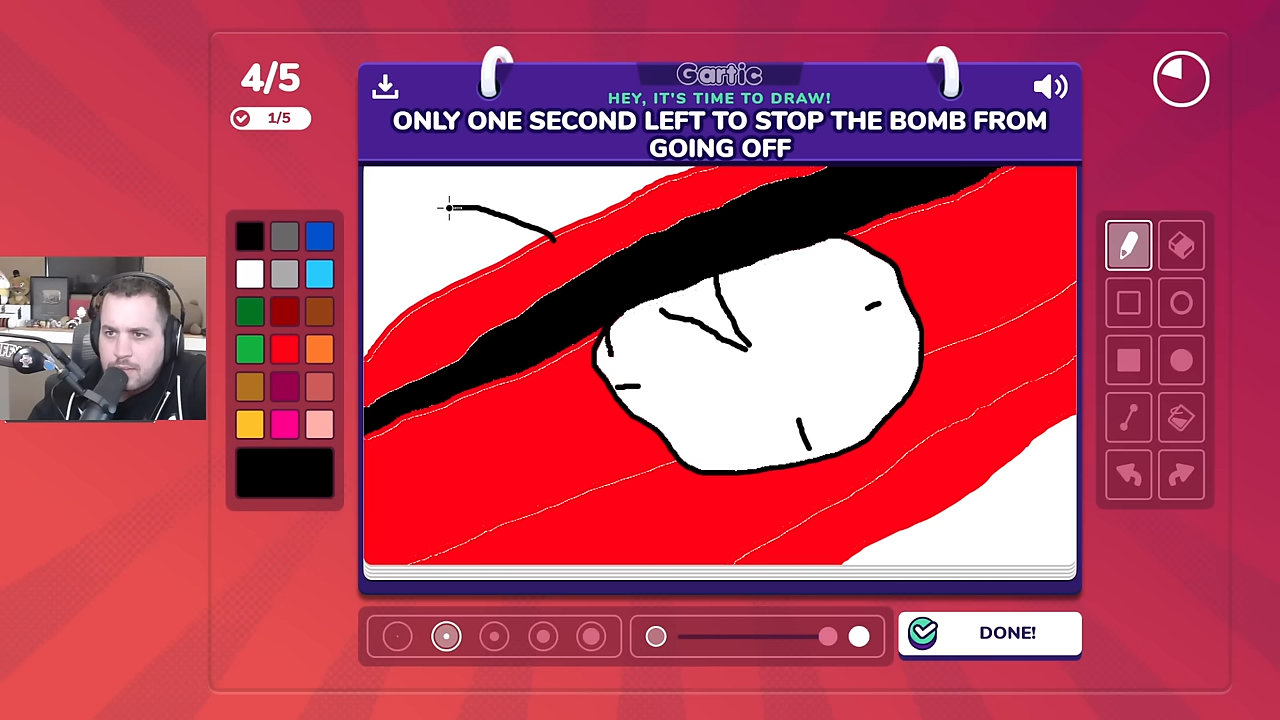 4/5
1/5
Gartic
HEY, IT'S TIME TO DRAW!
ONLY ONE SECOND LEFT TO STOP THE BOMB FROM
GOING OFF
DONE!